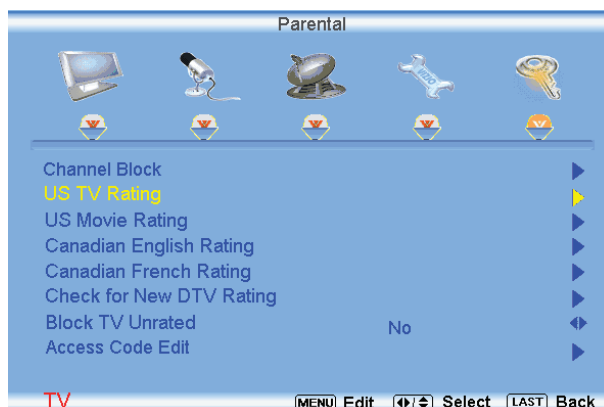 Parental
Channel Block
US TV Rating
US Movie Rating
Canadian English Rating
Canadian French Rating
Check for New DTV Rating
Block TV Unrated No
Access Code Edit
TV MENU Edit Select LAST Back